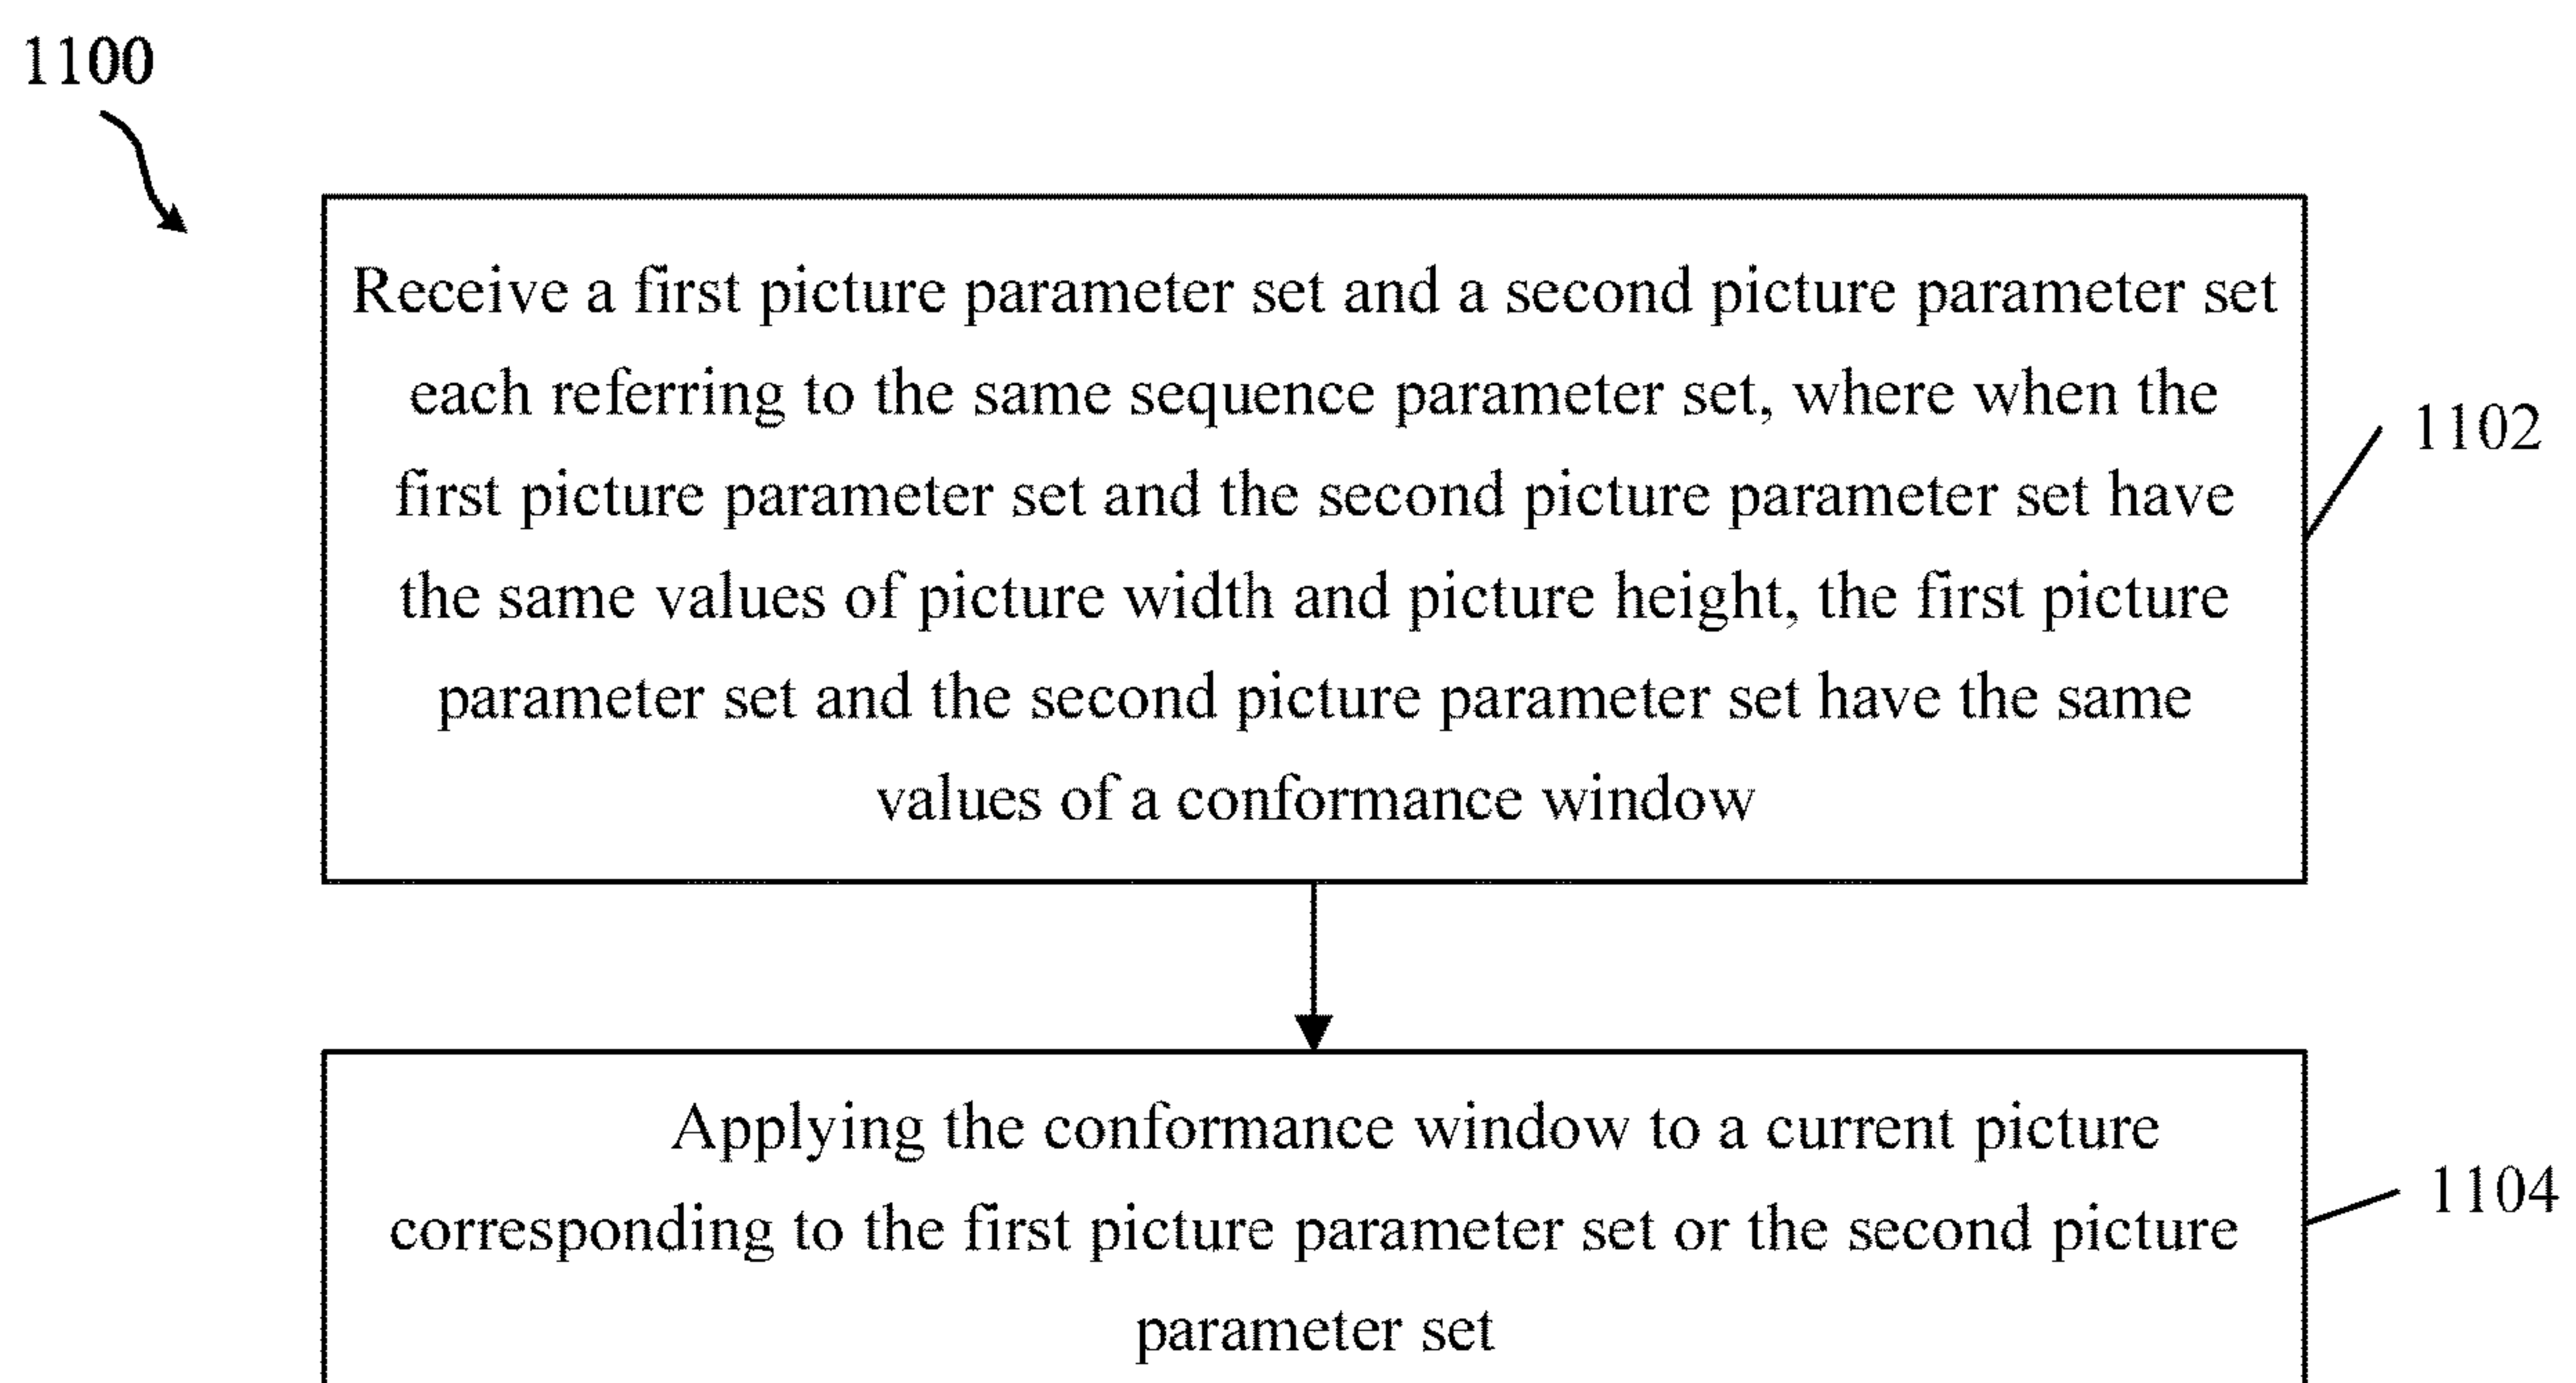 1100
Receive a first picture parameter set and a second picture parameter set
each referring to the same sequence parameter set, where when the
first picture parameter set and the second picture parameter set have
the same values of picture width and picture height, the first picture
parameter set and the second picture parameter set have the same
values of a conformance window
1102
Applying the conformance window to a current picture
corresponding to the first picture parameter set or the second picture
parameter set
1104